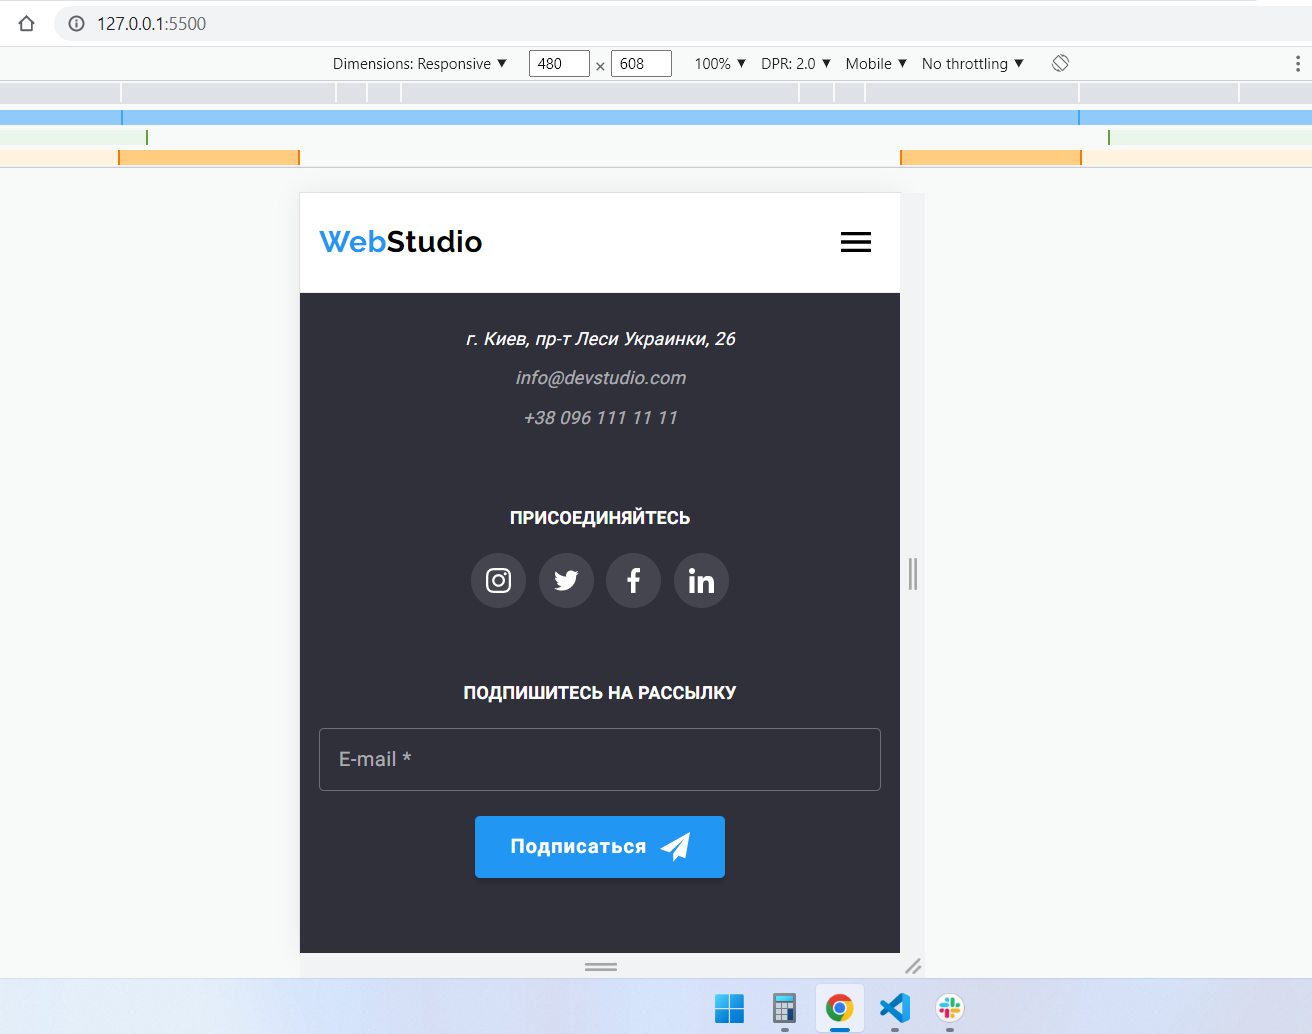 127.0.0.1:5500
Dimensions: Responsive ▼ 480 × 608 100% ▼ DPR: 2.0 ▼ Mobile ▼ No throttling ▼
WebStudio
г. Киев, пр-т Леси Украинки, 26
info@devstudio.com
+38 096 111 11 11
ПРИСОЕДИНЯЙТЕСЬ
ПОДПИШИТЕСЬ НА РАССЫЛКУ
E-mail *
Подписаться